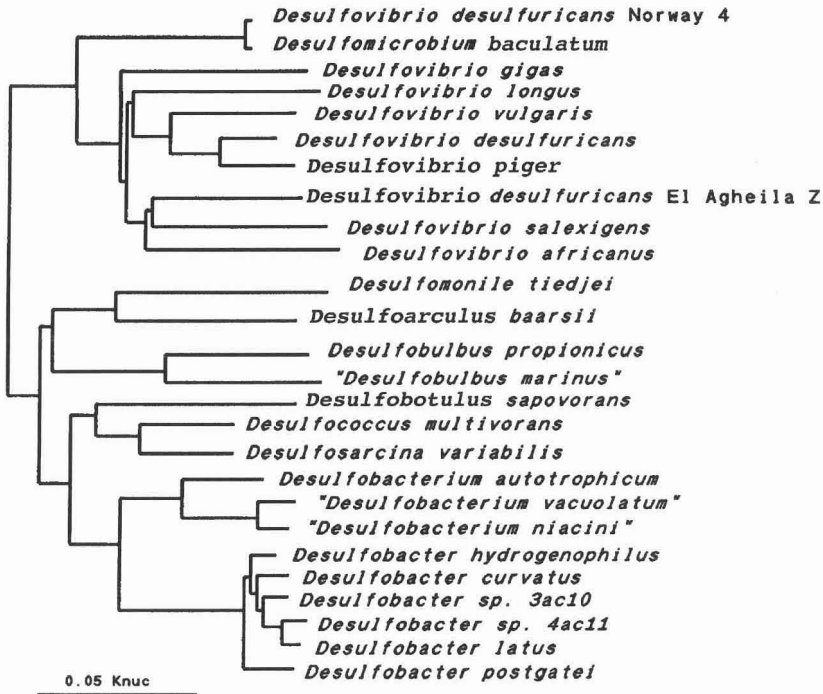 Desulfovibrio desulfuricans Norway 4
Desulfomicrobium baculatum
Desulfovibrio gigas
Desulfovibrio longus
Desulfovibrio vulgaris
Desulfovibrio desulfuricans
Desulfovibrio piger
Desulfovibrio desulfuricans El Agheila Z
Desulfovibrio salexigens
Desulfovibrio africanus
Desulfomonile tiedjei
Desulfoarculus baarsii
Desulfobulbus propionicus
"Desulfobulbus marinus"
Desulfobotulus sapovorans
Desulfococcus multivorans
Desulfosarcina variabilis
Desulfobacterium autotrophicum
"Desulfobacterium vacuolatum"
"Desulfobacterium niacini"
Desulfobacter hydrogenophilus
Desulfobacter curvatus
Desulfobacter sp. 3ac10
Desulfobacter sp. 4ac11
Desulfobacter latus
Desulfobacter postgatei
0.05 Knuc